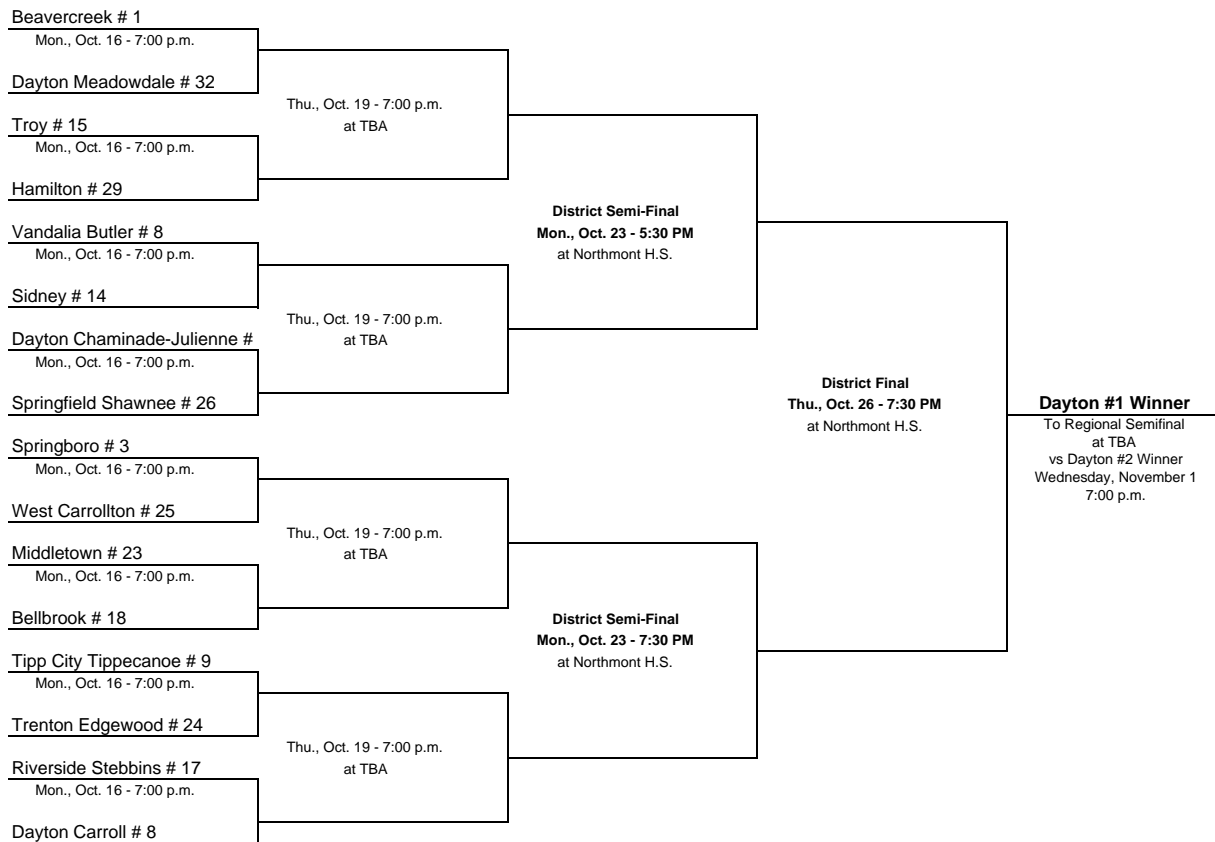 Beavercreek # 1
Mon., Oct. 16 - 7:00 p.m.
Dayton Meadowdale # 32
Thu., Oct. 19 - 7:00 p.m.
at TBA
Troy # 15
Mon., Oct. 16 - 7:00 p.m.
Hamilton # 29
District Semi-Final
Mon., Oct. 23 - 5:30 PM
at Northmont H.S.
Vandalia Butler # 8
Mon., Oct. 16 - 7:00 p.m.
Sidney # 14
Thu., Oct. 19 - 7:00 p.m.
at TBA
Dayton Chaminade-Julienne #
Mon., Oct. 16 - 7:00 p.m.
Springfield Shawnee # 26
District Final
Thu., Oct. 26 - 7:30 PM
at Northmont H.S.
Dayton #1 Winner
To Regional Semifinal
at TBA
vs Dayton #2 Winner
Wednesday, November 1
7:00 p.m.
Springboro # 3
Mon., Oct. 16 - 7:00 p.m.
West Carrollton # 25
Thu., Oct. 19 - 7:00 p.m.
at TBA
Middletown # 23
Mon., Oct. 16 - 7:00 p.m.
Bellbrook # 18
District Semi-Final
Mon., Oct. 23 - 7:30 PM
at Northmont H.S.
Tipp City Tippecanoe # 9
Mon., Oct. 16 - 7:00 p.m.
Trenton Edgewood # 24
Thu., Oct. 19 - 7:00 p.m.
at TBA
Riverside Stebbins # 17
Mon., Oct. 16 - 7:00 p.m.
Dayton Carroll # 8